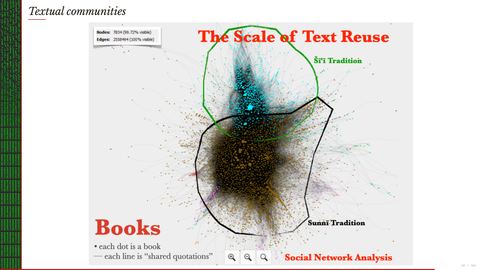 Textual communities
The Scale of Text Reuse
Nodes: 7834 (99.72% visible)
Edges: 2558484 (100% visible)
Šīʿī Tradition
Sunnī Tradition
Books
• each dot is a book
— each line is “shared quotations”
Social Network Analysis